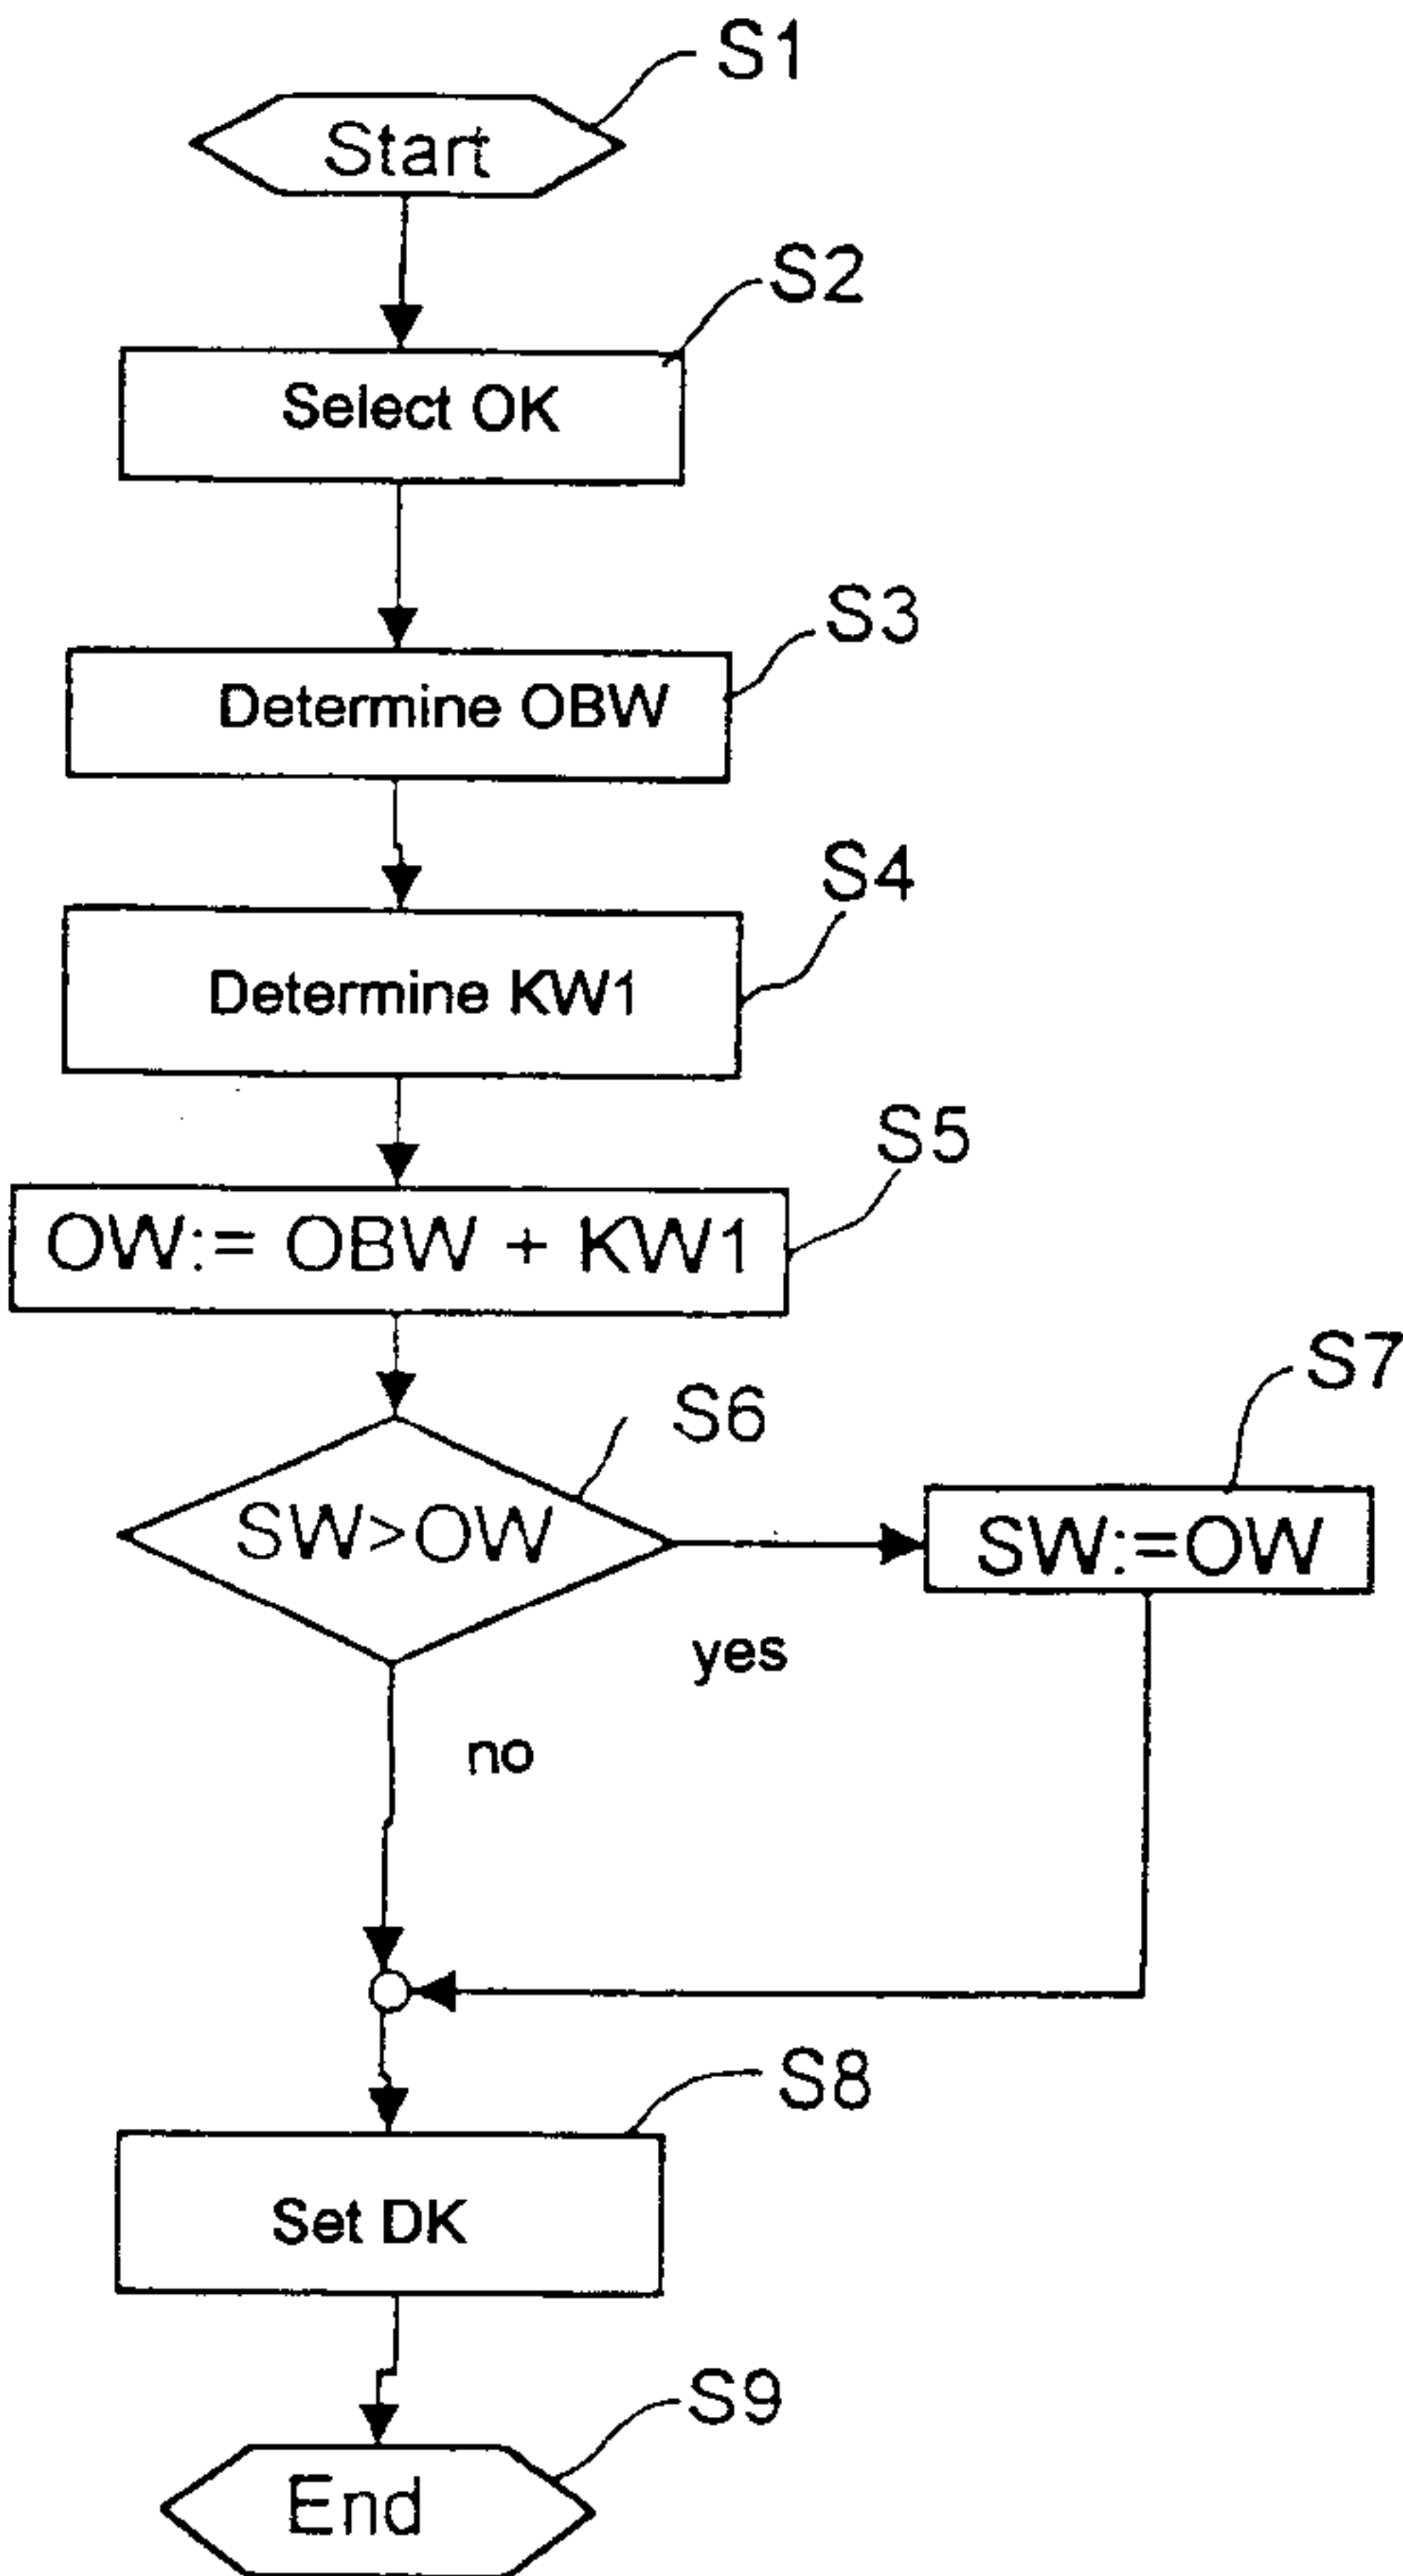 S1
Start
S2
Select OK
S3
Determine OBW
S4
Determine KW1
S5
OW:= OBW + KW1
S6
S7
SW>OW
SW:=OW
yes
no
S8
Set DK
S9
End